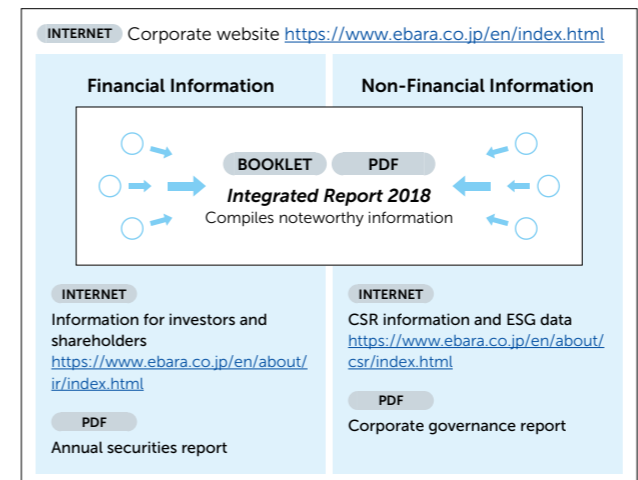 INTERNET Corporate website https://www.ebara.co.jp/en/index.html
Financial Information
Non-Financial Information
BOOKLET PDF
Integrated Report 2018
Compiles noteworthy information
INTERNET
Information for investors and
shareholders
https://www.ebara.co.jp/en/about/
ir/index.html
PDF
Annual securities report
INTERNET
CSR information and ESG data
https://www.ebara.co.jp/en/about/
csr/index.html
PDF
Corporate governance report